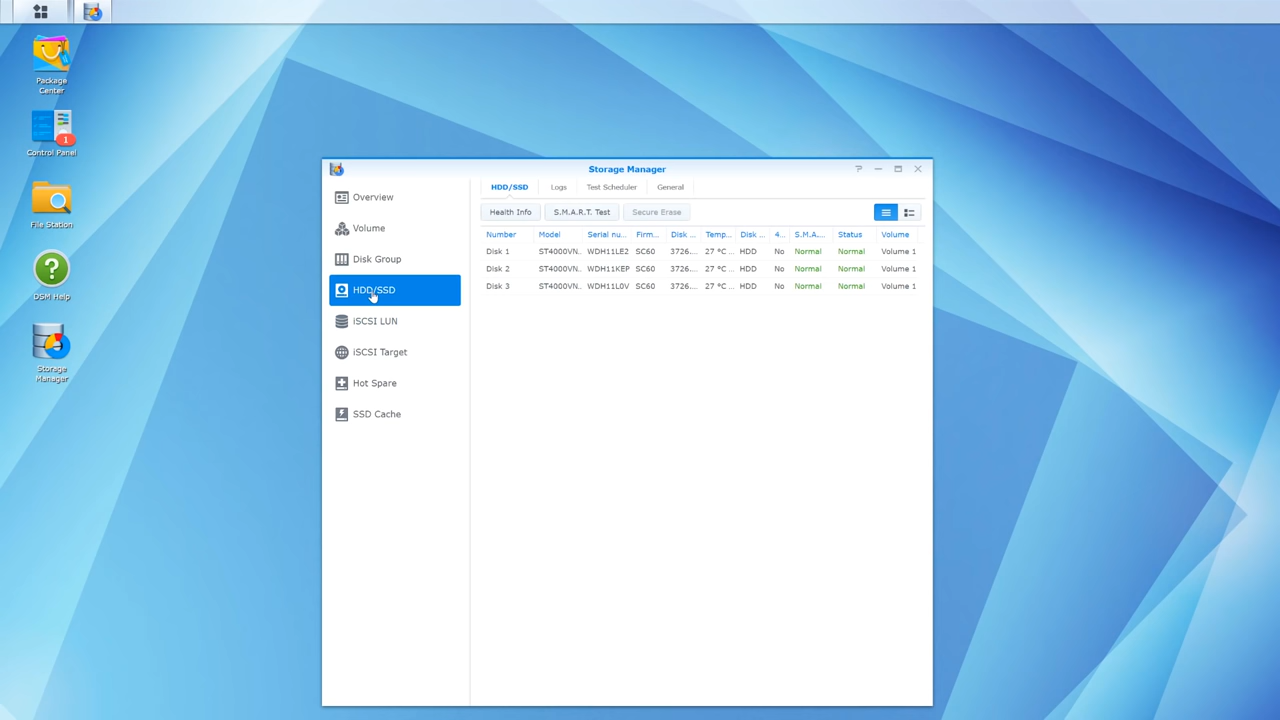 Package
Center
1
Control Panel
File Station
?
DSM Help
Storage
Manager
Storage Manager
?
Overview
Volume
Disk Group
HDD/SSD
iSCSI LUN
iSCSI Target
Hot Spare
SSD Cache
HDD/SSD Logs Test Scheduler General
Health Info S.M.A.R.T. Test Secure Erase
Number Model Serial nu... Firm... Disk ... Temp... Disk ... 4... S.M.A.... Status Volume
Disk 1 ST4000VN.. WDH11LE2 SC60 3726.... 27 °C ... HDD No Normal Normal Volume 1
Disk 2 ST4000VN.. WDH11KEP SC60 3726.... 27 °C ... HDD No Normal Normal Volume 1
Disk 3 ST4000VN.. WDH11L0V SC60 3726.... 27 °C ... HDD No Normal Normal Volume 1